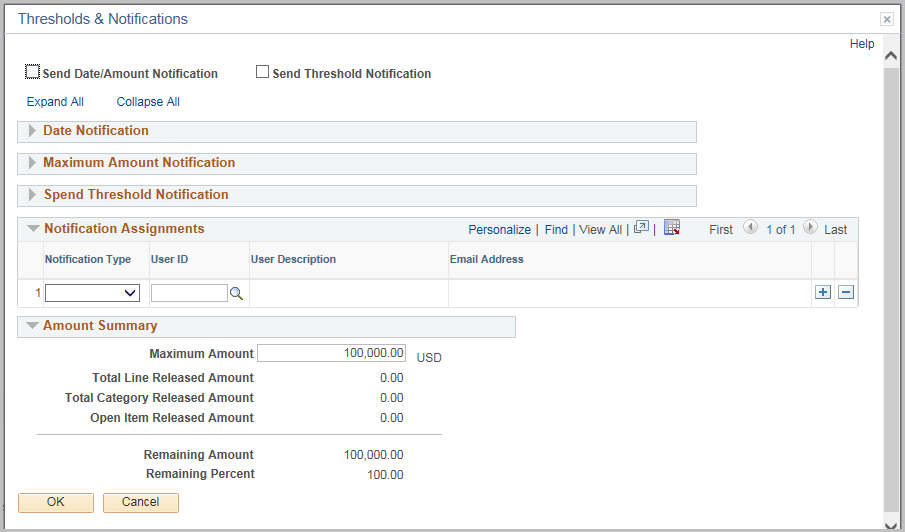 Thresholds & Notifications
Help
Send Date/Amount Notification Send Threshold Notification
Expand All Collapse All
Date Notification
Maximum Amount Notification
Spend Threshold Notification
Notification Assignments Personalize | Find | View All | | First 1 of 1 Last
Notification Type User ID User Description Email Address
1
Amount Summary
Maximum Amount 100,000.00 USD
Total Line Released Amount 0.00
Total Category Released Amount 0.00
Open Item Released Amount 0.00
Remaining Amount 100,000.00
Remaining Percent 100.00
OK Cancel